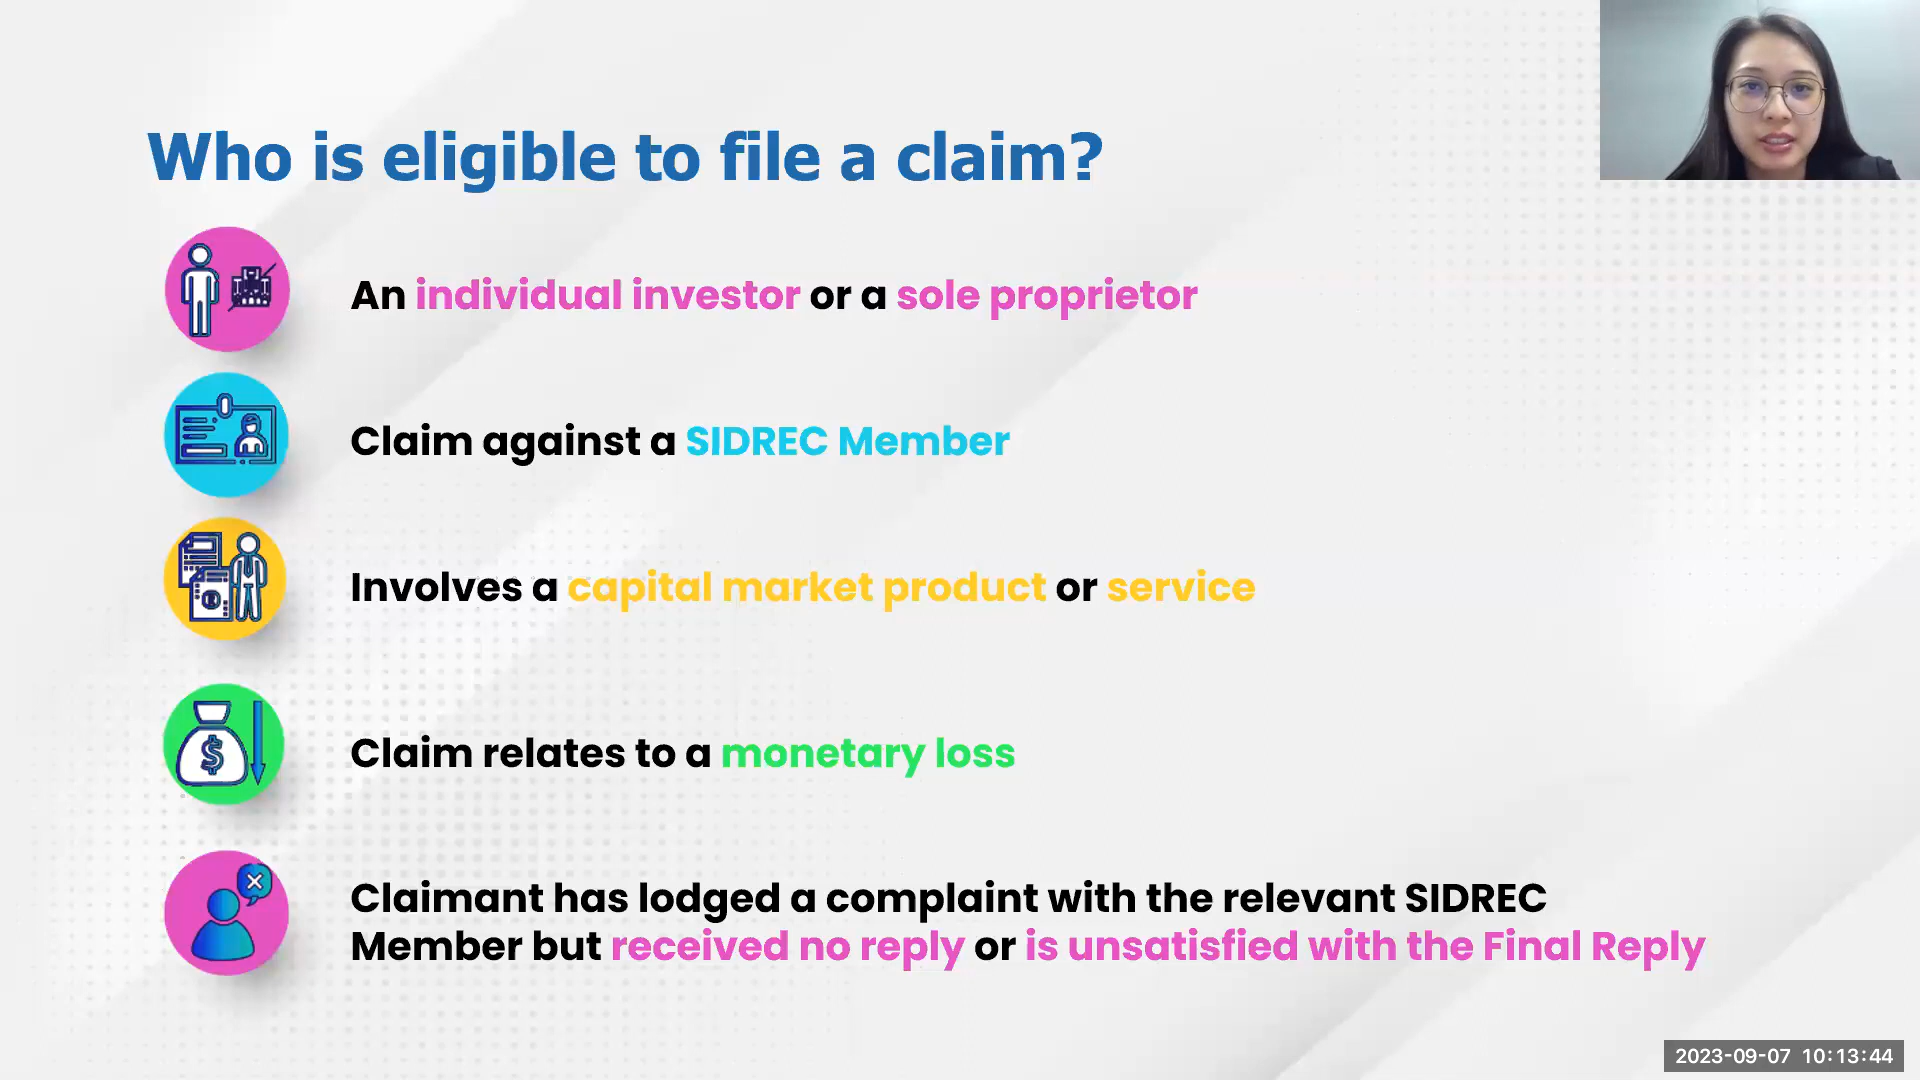 Who is eligible to file a claim?
An individual investor or a sole proprietor
Claim against a SIDREC Member
Involves a capital market product or service
$
Claim relates to a monetary loss
Claimant has lodged a complaint with the relevant SIDREC
Member but received no reply or is unsatisfied with the Final Reply
2023-09-07 10:13:44